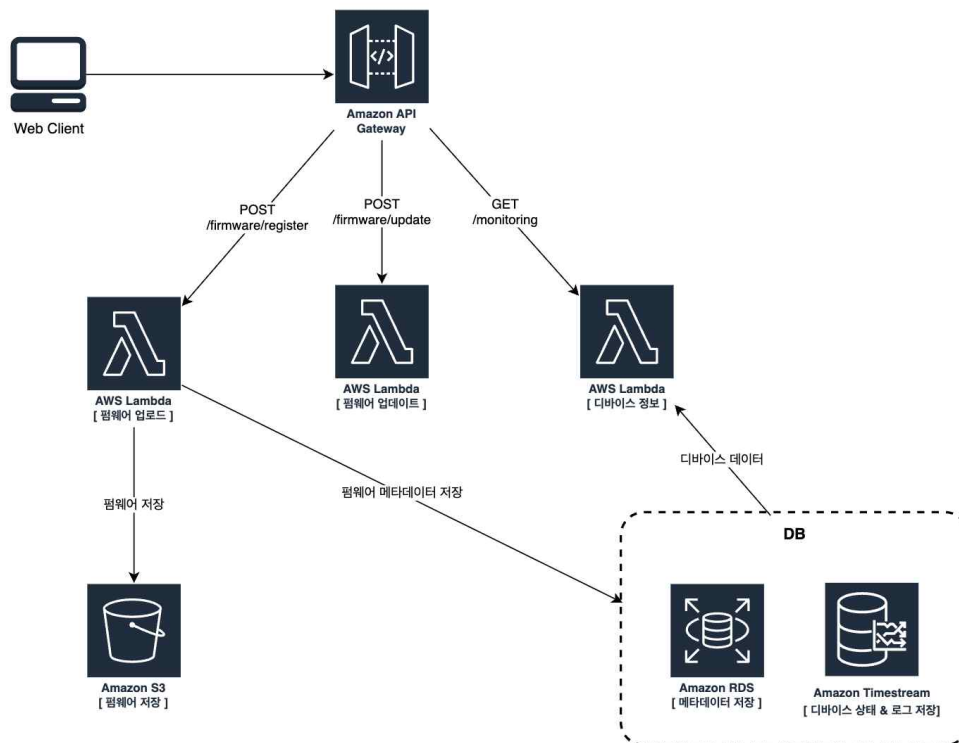 Web Client
Amazon API
Gateway
POST
/firmware/register
POST
/firmware/update
GET
/monitoring
AWS Lambda
[ 펌웨어 업로드 ]
AWS Lambda
[ 펌웨어 업데이트 ]
AWS Lambda
[ 디바이스 정보 ]
디바이스 데이터
펌웨어 저장
펌웨어 메타데이터 저장
DB
Amazon S3
[ 펌웨어 저장 ]
Amazon RDS
[ 메타데이터 저장 ]
Amazon Timestream
[ 디바이스 상태 & 로그 저장]